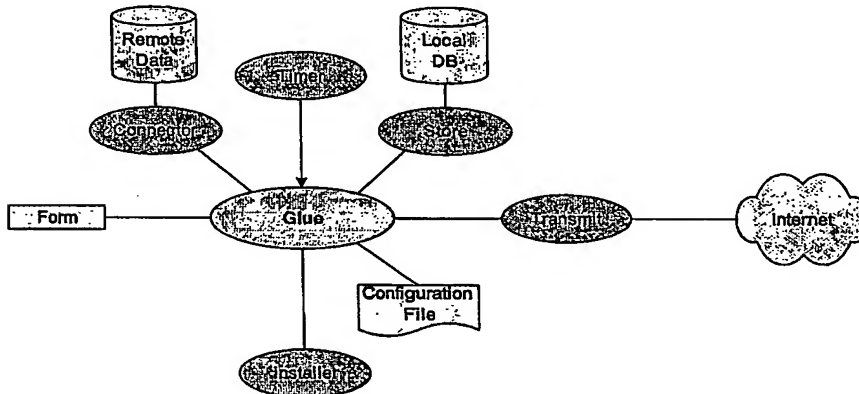 Remote
Data
Local
DB
Timer
Connector
Store
Form
Glue
Transmit
Internet
Configuration
File
Installer